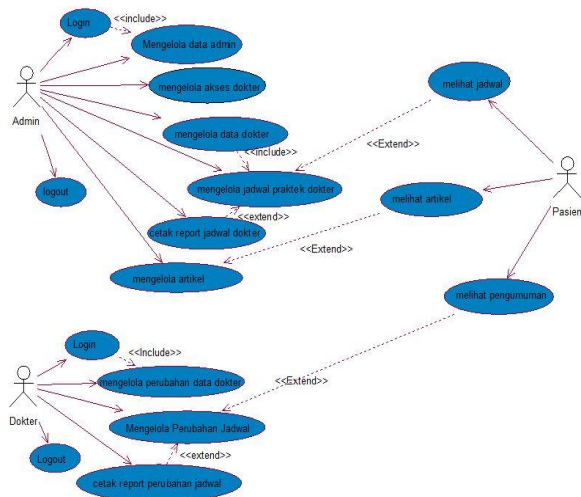 Login
<<include>>
Mengelola data admin
mengelola akses dokter
melihat jadwal
Admin
mengelola data dokter
<<Extend>>
<<include>>
logout
mengelola jadwal praktek dokter
melihat artikel
Pasien
<<extend>>
cetak report jadwal dokter
<<Extend>>
mengelola artikel
melihat pengumuman
Login
<<Include>>
mengelola perubahan data dokter
<<Extend>>
Dokter
Mengelola Perubahan Jadwal
Logout
<<extend>>
cetak report perubahan jadwal